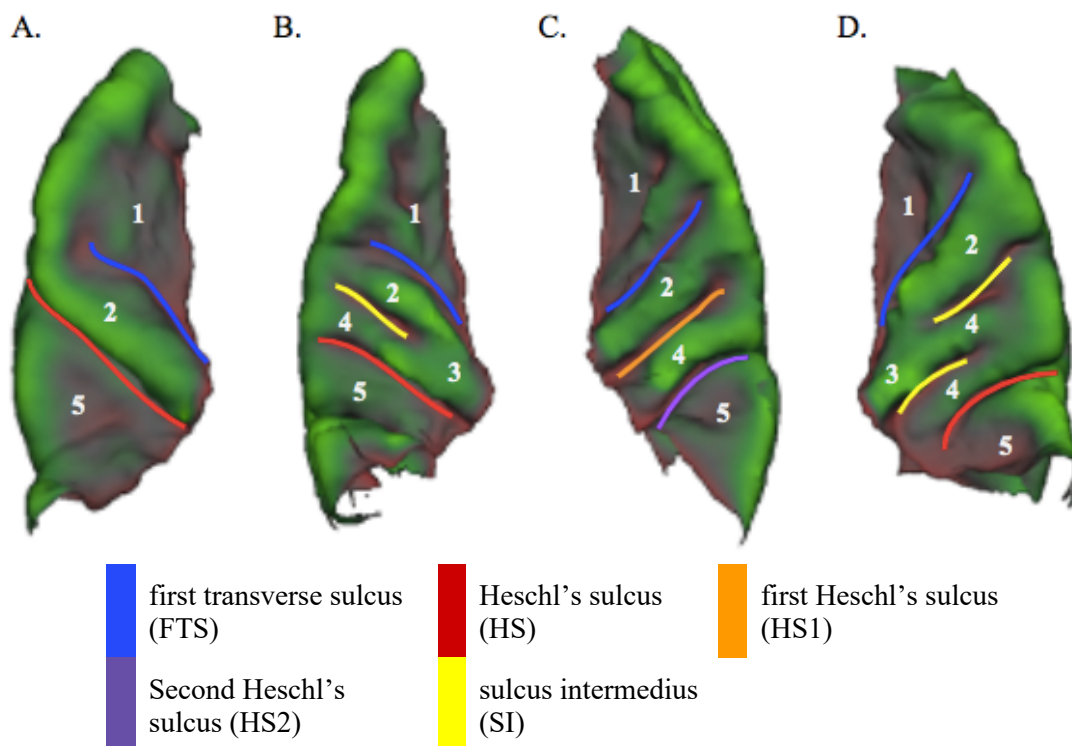 A.
B.
C.
D.
1
2
5
1
2
4
3
5
1
2
4
5
1
2
4
3
4
5
first transverse sulcus
(FTS)
Heschl’s sulcus
(HS)
first Heschl’s sulcus
(HS1)
Second Heschl’s
sulcus (HS2)
sulcus intermedius
(SI)